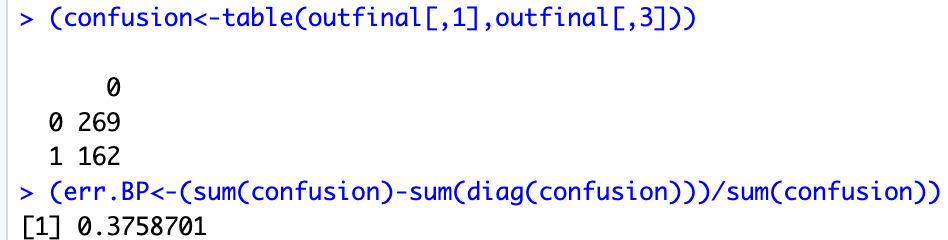 > (confusion<-table(outfinal[,1],outfinal[,3]))
0
0 269
1 162
> (err.BP<-(sum(confusion)-sum(diag(confusion)))/sum(confusion))
[1] 0.3758701